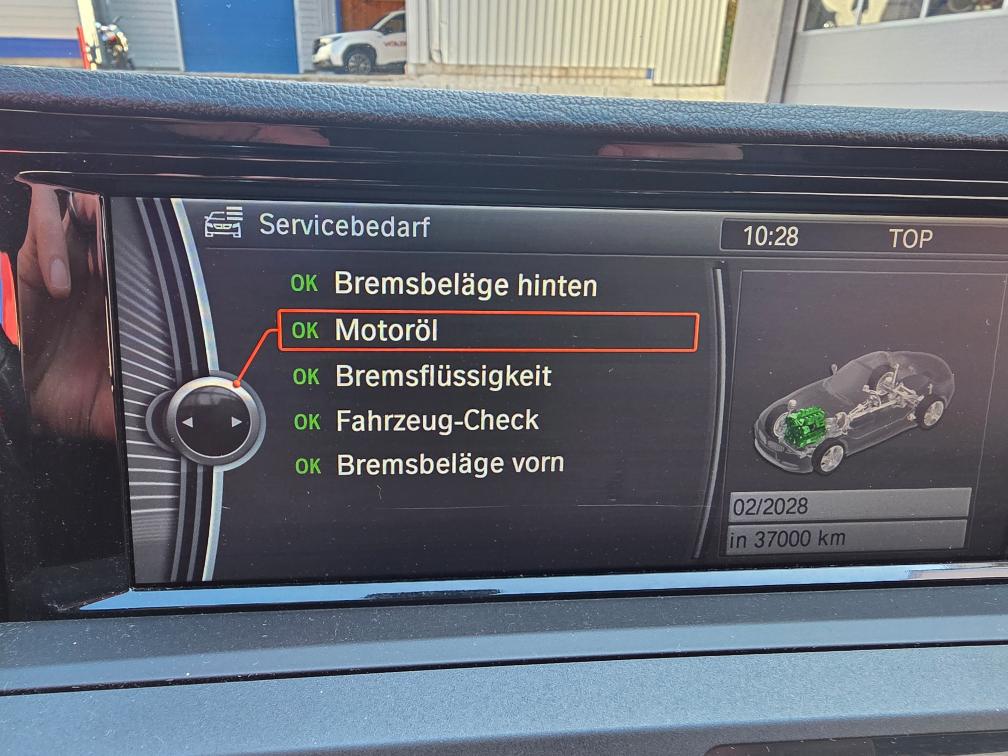 Servicebedarf
10:28
TOP
OK Bremsbeläge hinten
OK Motoröl
OK Bremsflüssigkeit
OK Fahrzeug-Check
OK Bremsbeläge vorn
02/2028
in 37000 km